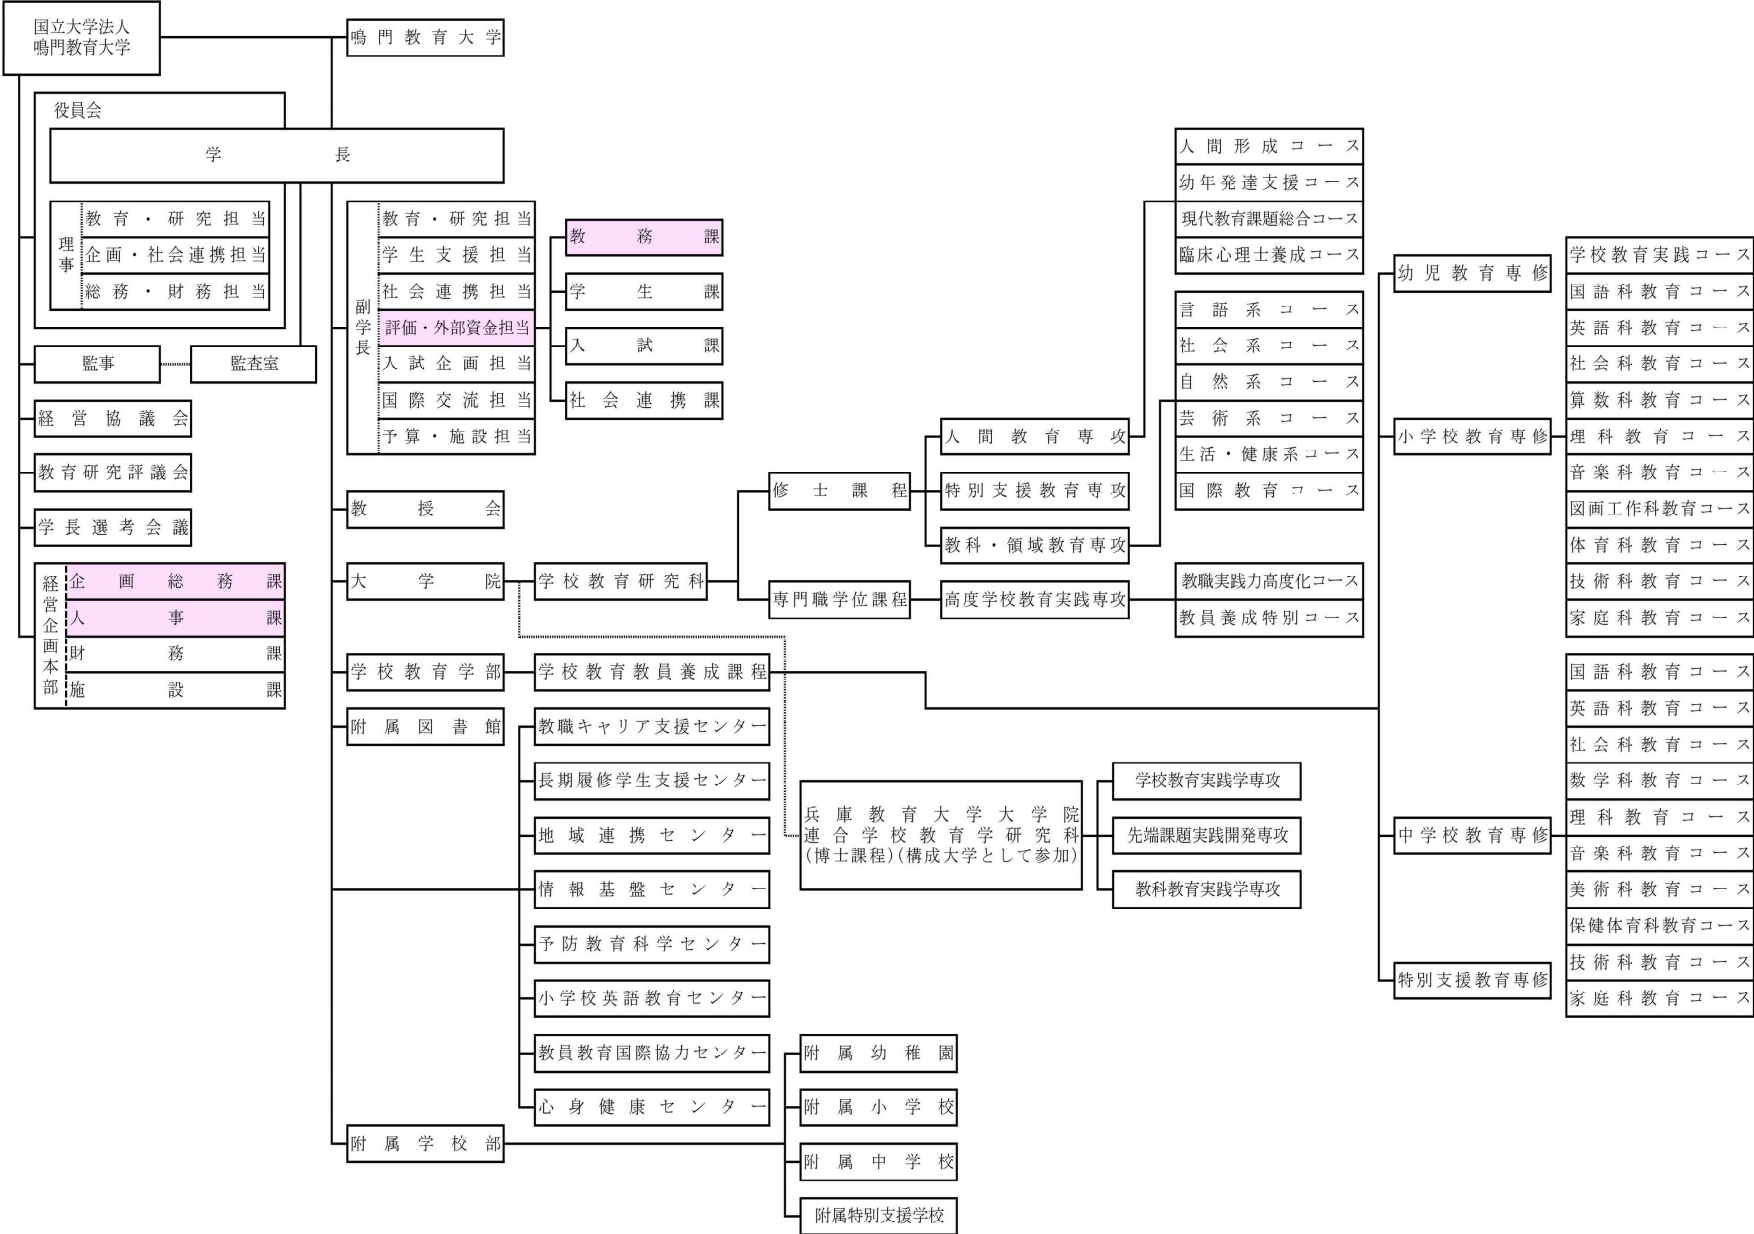 国立大学法人
鳴門教育大学
鳴門教育大学
役員会
学長
理事
教育・研究担当
企画・社会連携担当
総務・財務担当
監事
監査室
経営協議会
教育研究評議会
学長選考会議
経営企画本部
企画総務課
人事課
財務課
施設課
副学長
教育・研究担当
学生支援担当
社会連携担当
評価・外部資金担当
入試企画担当
国際交流担当
予算・施設担当
教務課
学生課
入試課
社会連携課
教授会
大学院
学校教育研究科
修士課程
人間教育専攻
特別支援教育専攻
教科・領域教育専攻
専門職学位課程
高度学校教育実践専攻
人間形成コース
幼年発達支援コース
現代教育課題総合コース
臨床心理士養成コース
言語系コース
社会系コース
自然系コース
芸術系コース
生活・健康系コース
国際教育コース
教職実践力高度化コース
教員養成特別コース
学校教育学部
学校教育教員養成課程
幼児教育専修
小学校教育専修
中学校教育専修
特別支援教育専修
学校教育実践コース
国語科教育コース
英語科教育コース
社会科教育コース
算数科教育コース
理科教育コース
音楽科教育コース
図画工作科教育コース
体育科教育コース
技術科教育コース
家庭科教育コース
国語科教育コース
英語科教育コース
社会科教育コース
数学科教育コース
理科教育コース
音楽科教育コース
美術科教育コース
保健体育科教育コース
技術科教育コース
家庭科教育コース
附属図書館
教職キャリア支援センター
長期履修学生支援センター
地域連携センター
情報基盤センター
予防教育科学センター
小学校英語教育センター
教員教育国際協力センター
心身健康センター
兵庫教育大学大学院
連合学校教育学研究科
(博士課程)(構成大学として参加)
学校教育実践学専攻
先端課題実践開発専攻
教科教育実践学専攻
附属学校部
附属幼稚園
附属小学校
附属中学校
附属特別支援学校